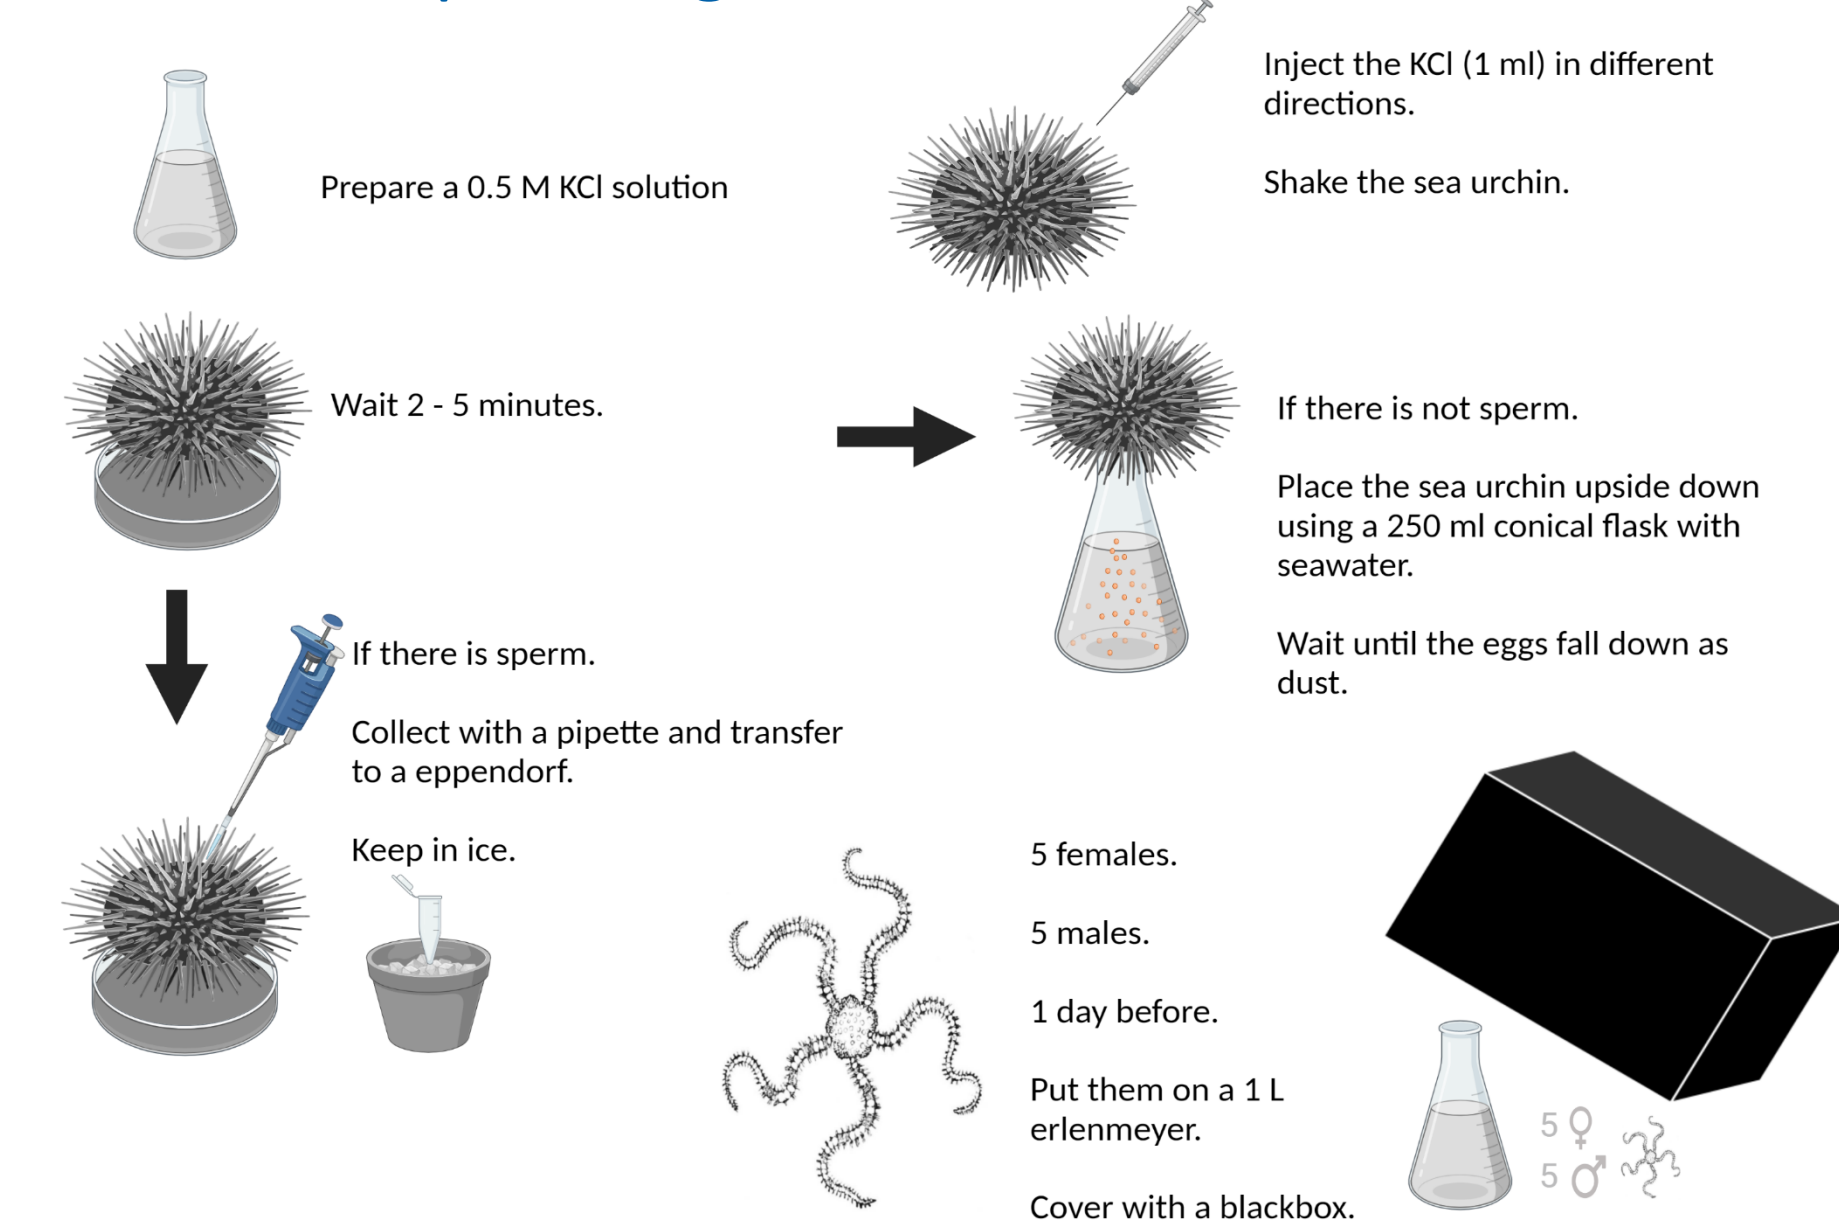 Prepare a 0.5 M KCl solution
Inject the KCl (1 ml) in different
directions.
Shake the sea urchin.
Wait 2 - 5 minutes.
If there is not sperm.
Place the sea urchin upside down
using a 250 ml conical flask with
seawater.
Wait until the eggs fall down as
dust.
If there is sperm.
Collect with a pipette and transfer
to a eppendorf.
Keep in ice.
5 females.
5 males.
1 day before.
Put them on a 1 L
erlenmeyer.
Cover with a blackbox.
5 ♀
5 ♂